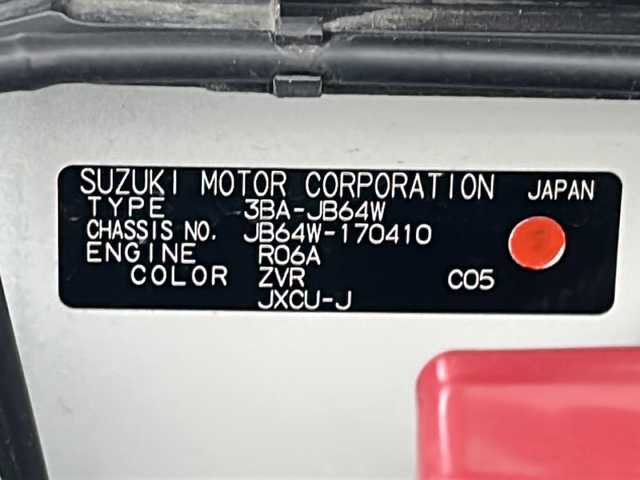 SUZUKI MOTOR CORPORATION JAPAN
TYPE 3BA-JB64W
CHASSIS NO. JB64W-170410
ENGINE R06A
COLOR ZVR C05
JXCU-J